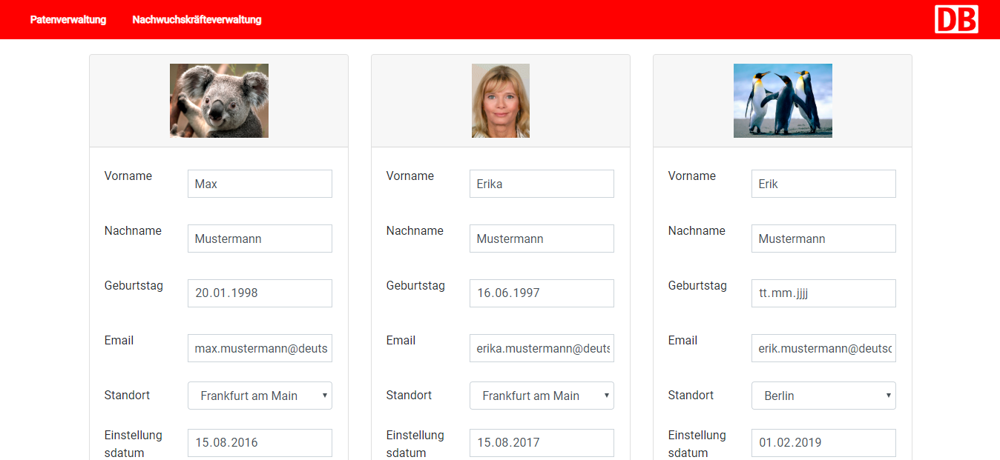 Patenverwaltung Nachwuchskräfteverwaltung DB
Vorname Max
Nachname Mustermann
Geburtstag 20.01.1998
Email max.mustermann@deuts
Standort Frankfurt am Main
Einstellung 15.08.2016
sdatum
Vorname Erika
Nachname Mustermann
Geburtstag 16.06.1997
Email erika.mustermann@deuts
Standort Frankfurt am Main
Einstellung 15.08.2017
sdatum
Vorname Erik
Nachname Mustermann
Geburtstag tt.mm.jjjj
Email erik.mustermann@deutsc
Standort Berlin
Einstellung 01.02.2019
sdatum